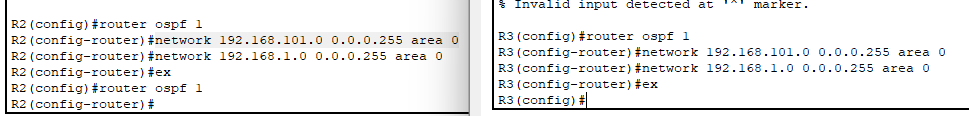 R2(config)#router ospf 1
R2(config-router)#network 192.168.101.0 0.0.0.255 area 0
R2(config-router)#network 192.168.1.0 0.0.0.255 area 0
R2(config-router)#ex
R2(config)#router ospf 1
R2(config-router)#
% Invalid input detected at '^' marker.
R3(config)#router ospf 1
R3(config-router)#network 192.168.101.0 0.0.0.255 area 0
R3(config-router)#network 192.168.1.0 0.0.0.255 area 0
R3(config-router)#ex
R3(config)#